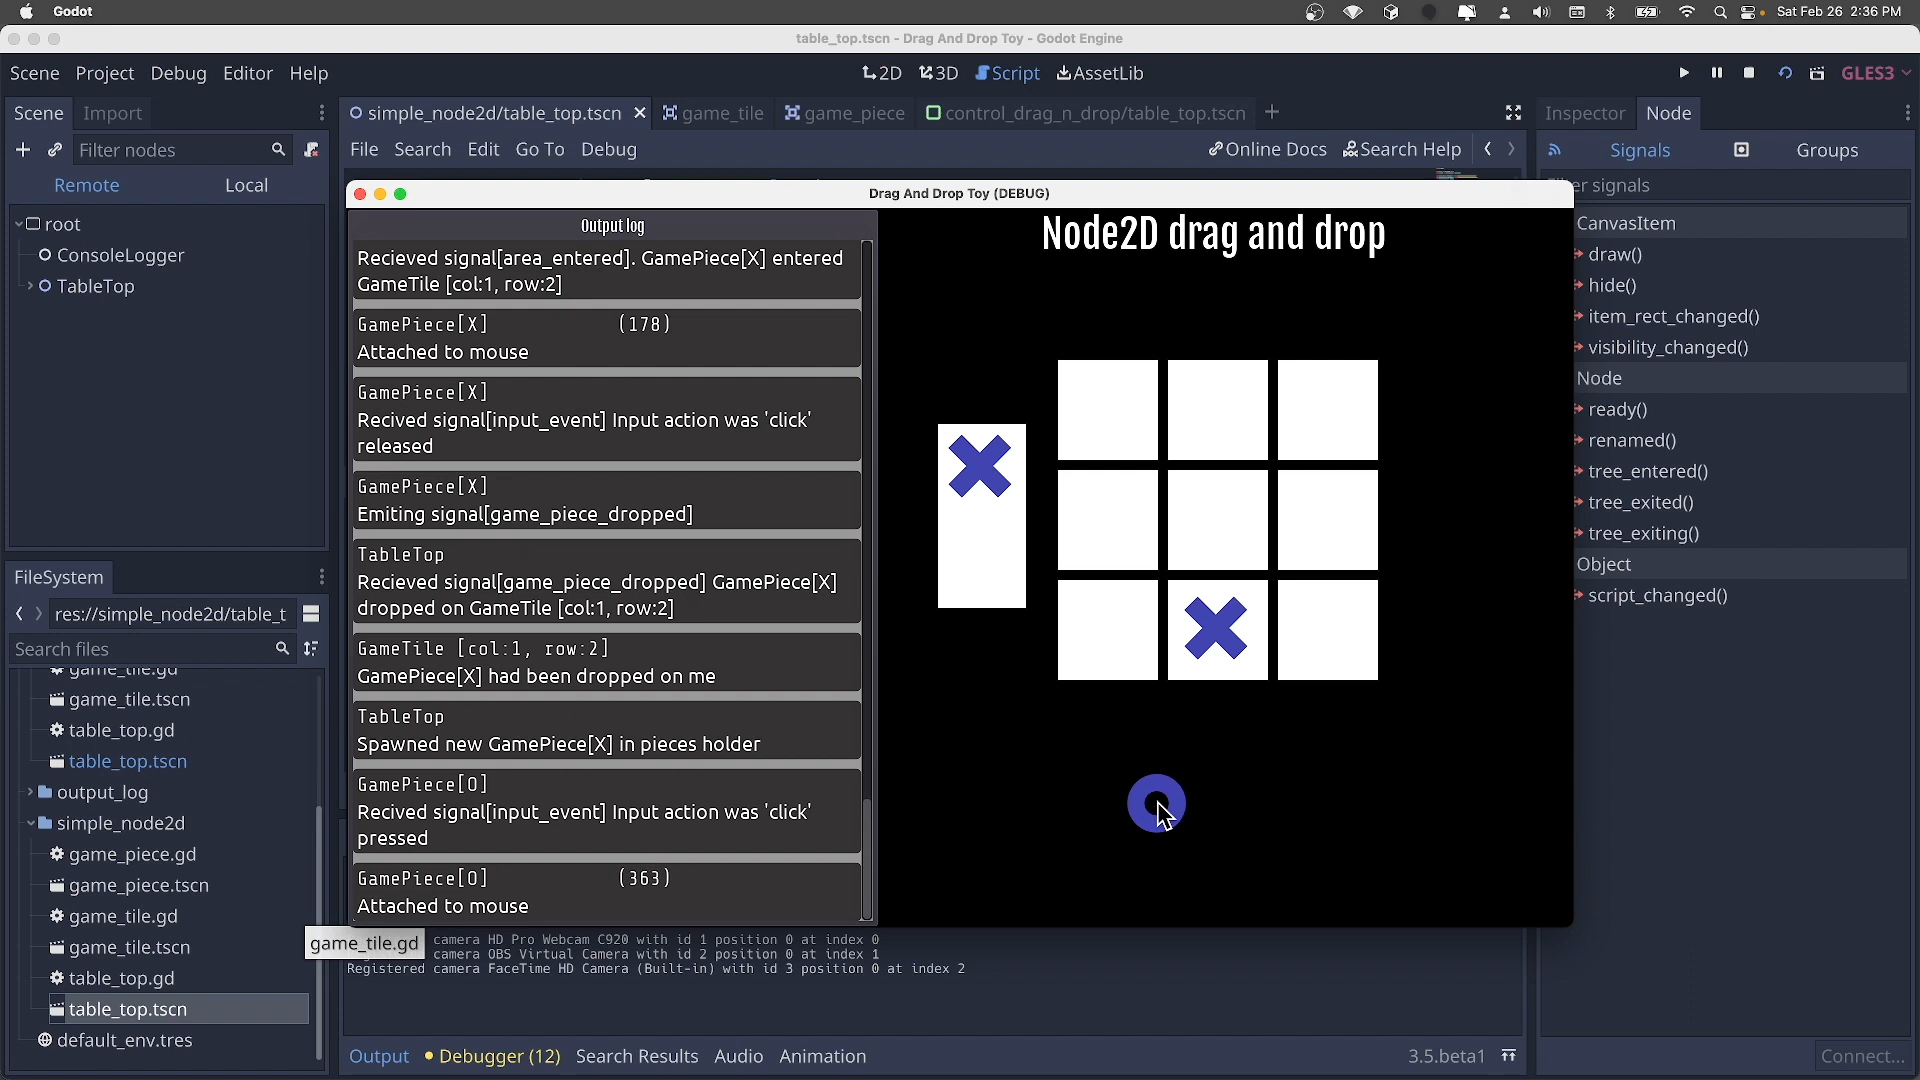 Godot
Sat Feb 26 2:36 PM
table_top.tscn - Drag And Drop Toy - Godot Engine
Scene Project Debug Editor Help
2D 3D Script AssetLib
GLES3
Scene Import
simple_node2d/table_top.tscn game_tile game_piece control_drag_n_drop/table_top.tscn
Inspector Node
Filter nodes
File Search Edit Go To Debug
Online Docs Search Help
Signals Groups
Remote Local
er signals
Drag And Drop Toy (DEBUG)
root
ConsoleLogger
TableTop
Output log
Recieved signal[area_entered]. GamePiece[X] entered
GameTile [col:1, row:2]
GamePiece[X] (178)
Attached to mouse
GamePiece[X]
Recived signal[input_event] Input action was 'click'
released
GamePiece[X]
Emiting signal[game_piece_dropped]
TableTop
Recieved signal[game_piece_dropped] GamePiece[X]
dropped on GameTile [col:1, row:2]
GameTile [col:1, row:2]
GamePiece[X] had been dropped on me
TableTop
Spawned new GamePiece[X] in pieces holder
GamePiece[O]
Recived signal[input_event] Input action was 'click'
pressed
GamePiece[O] (363)
Attached to mouse
Node2D drag and drop
CanvasItem
draw()
hide()
item_rect_changed()
visibility_changed()
Node
ready()
renamed()
tree_entered()
tree_exited()
tree_exiting()
Object
script_changed()
FileSystem
res://simple_node2d/table_t
Search files
game_tile.gd
game_tile.tscn
table_top.gd
table_top.tscn
output_log
simple_node2d
game_piece.gd
game_piece.tscn
game_tile.gd
game_tile.tscn
table_top.gd
table_top.tscn
default_env.tres
game_tile.gd
camera HD Pro Webcam C920 with id 1 position 0 at index 0
camera OBS Virtual Camera with id 2 position 0 at index 1
Registered camera FaceTime HD Camera (Built-in) with id 3 position 0 at index 2
Output Debugger (12) Search Results Audio Animation
3.5.beta1
Connect...